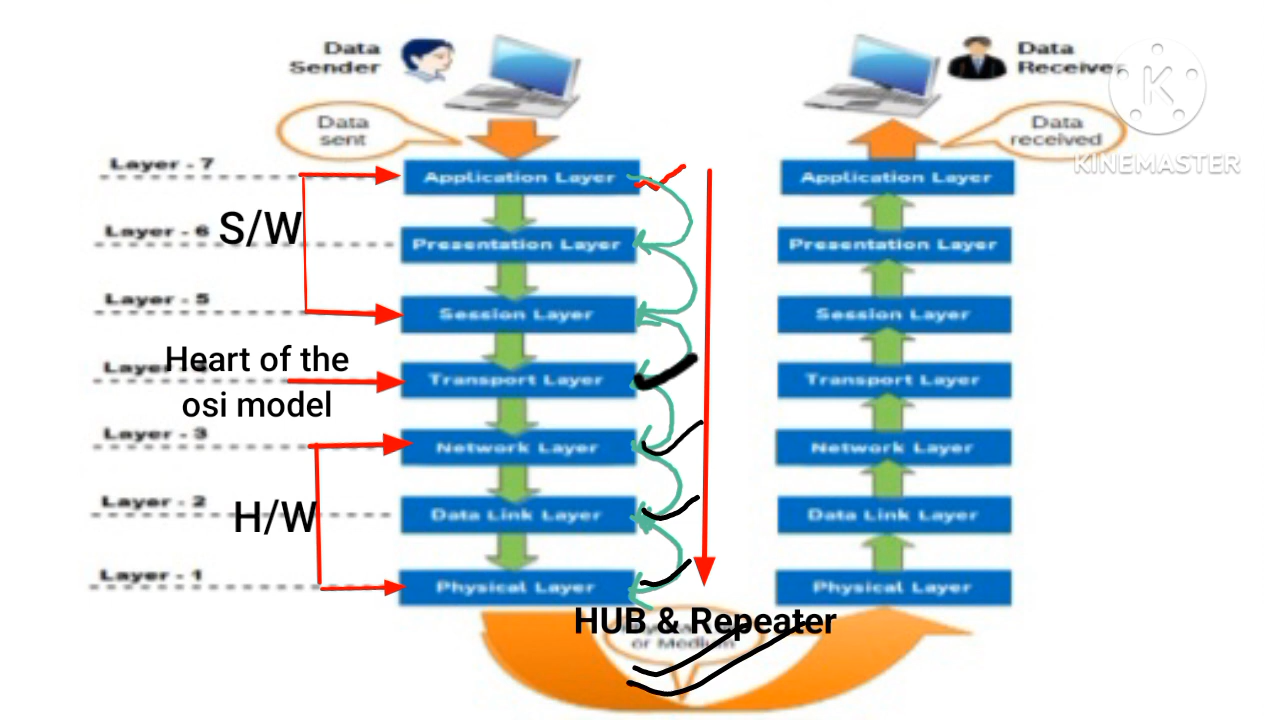 Data
Sender
Data
Receiver
Data
sent
Data
received
K
KINEMASTER
Layer - 7
Application Layer
Application Layer
Layer - 6
S/W
Presentation Layer
Presentation Layer
Layer - 5
Session Layer
Session Layer
Heart of the
osi model
Transport Layer
Transport Layer
Layer - 3
Network Layer
Network Layer
Layer - 2
H/W
Data Link Layer
Data Link Layer
Layer - 1
Physical Layer
Physical Layer
HUB & Repeater
or Medium